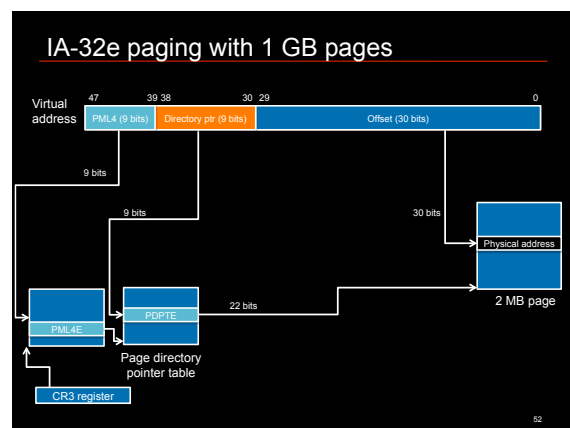 IA-32e paging with 1 GB pages
47 39 38 30 29 0
Virtual
address
PML4 (9 bits) Directory ptr (9 bits) Offset (30 bits)
9 bits
9 bits
30 bits
Physical address
2 MB page
22 bits
PDPTE
PML4E
Page directory
pointer table
CR3 register
52